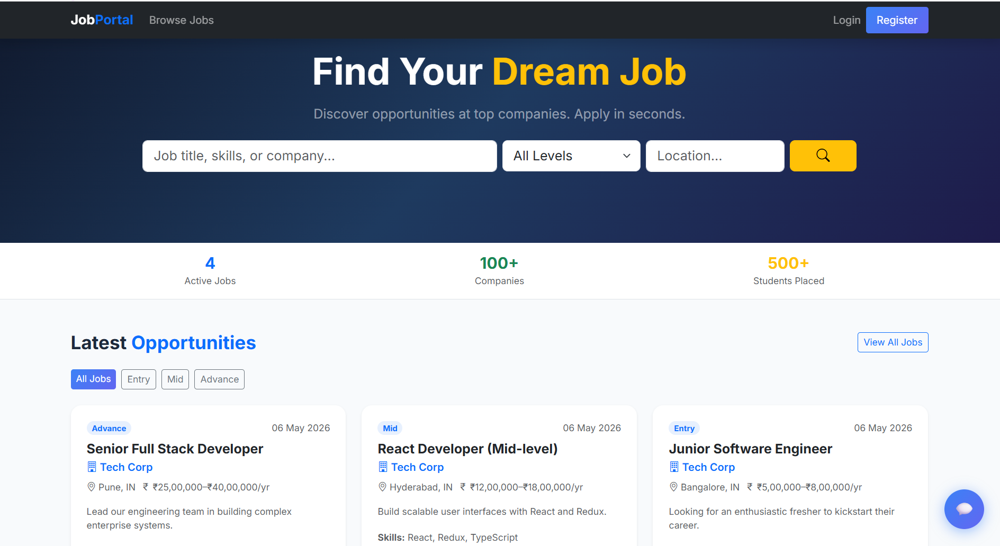 JobPortal Browse Jobs Login Register
Find Your Dream Job
Discover opportunities at top companies. Apply in seconds.
Job title, skills, or company... All Levels Location...
4 100+ 500+
Active Jobs Companies Students Placed
Latest Opportunities View All Jobs
All Jobs Entry Mid Advance
Advance 06 May 2026
Senior Full Stack Developer
Tech Corp
Pune, IN ₹ ₹25,00,000–₹40,00,000/yr
Lead our engineering team in building complex
enterprise systems.
Mid 06 May 2026
React Developer (Mid-level)
Tech Corp
Hyderabad, IN ₹ ₹12,00,000–₹18,00,000/yr
Build scalable user interfaces with React and Redux.
Skills: React, Redux, TypeScript
Entry 06 May 2026
Junior Software Engineer
Tech Corp
Bangalore, IN ₹ ₹5,00,000–₹8,00,000/yr
Looking for an enthusiastic fresher to kickstart their
career.